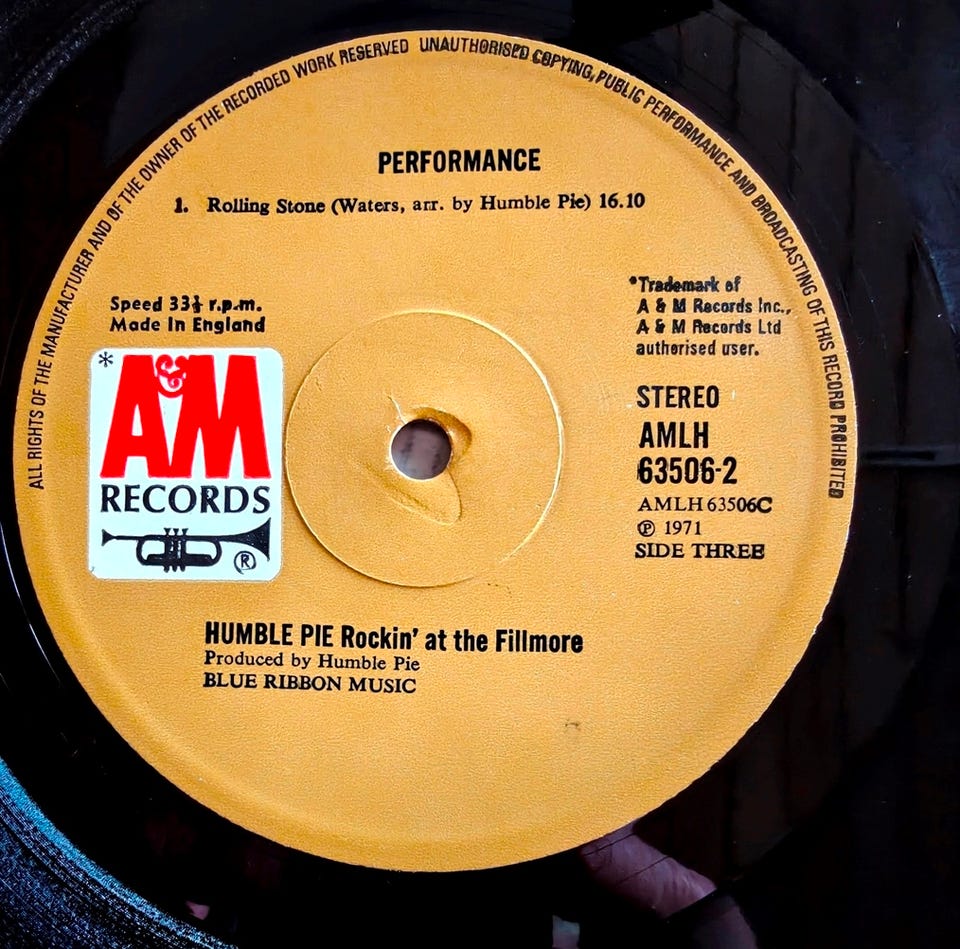 ALL RIGHTS OF THE MANUFACTURER AND OF THE OWNER OF THE RECORDED WORK RESERVED UNAUTHORISED COPYING, PUBLIC PERFORMANCE AND BROADCASTING OF THIS RECORD PROHIBITED
PERFORMANCE
1. Rolling Stone (Waters, arr. by Humble Pie) 16.10
Speed 33⅓ r.p.m.
Made In England
*
A&M
RECORDS
®
*Trademark of
A & M Records Inc.,
A & M Records Ltd
authorised user.
STEREO
AMLH
63506-2
AMLH 63506C
℗ 1971
SIDE THREE
HUMBLE PIE Rockin' at the Fillmore
Produced by Humble Pie
BLUE RIBBON MUSIC